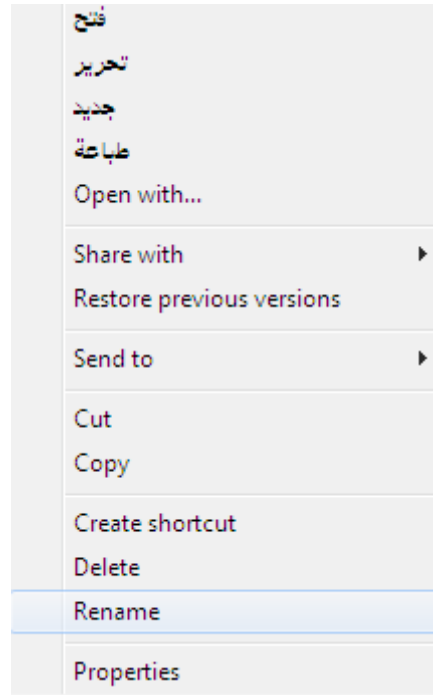 فتح
تحرير
جديد
طباعة
Open with...
Share with
Restore previous versions
Send to
Cut
Copy
Create shortcut
Delete
Rename
Properties